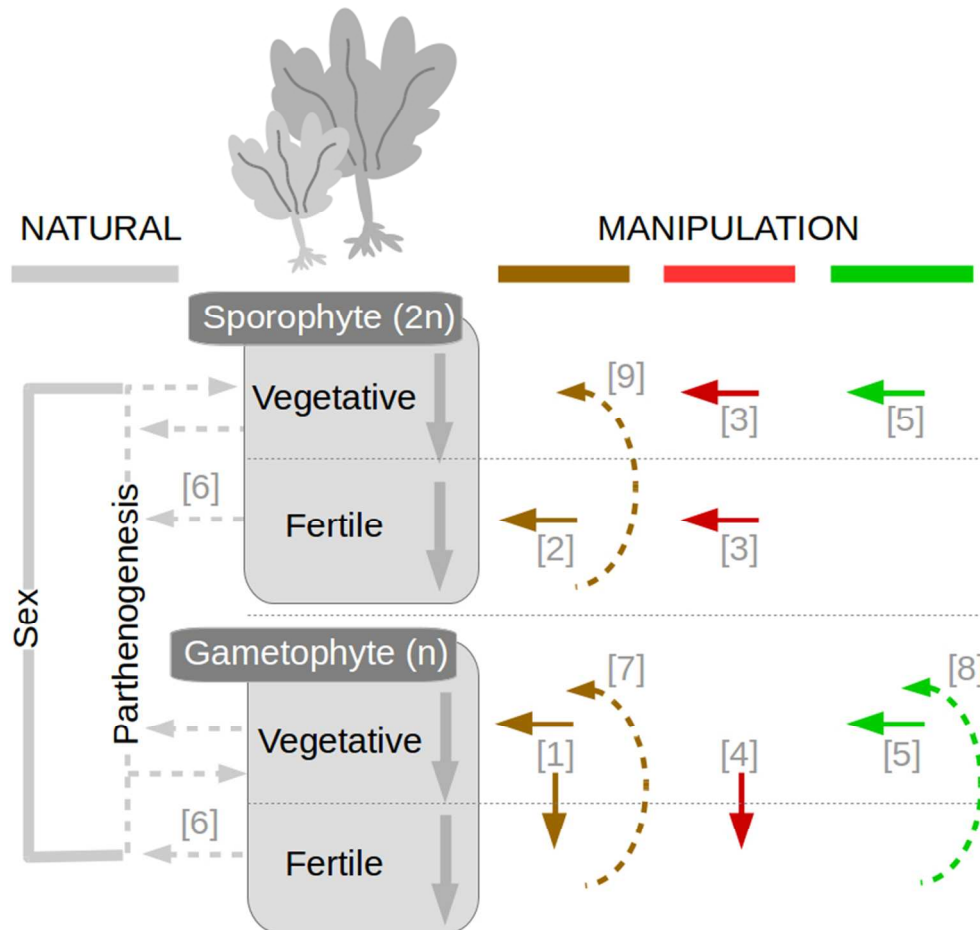 NATURAL
MANIPULATION
Sporophyte (2n)
Vegetative
[9]
[3]
[5]
[6]
Fertile
[2]
[3]
Sex
Parthenogenesis
Gametophyte (n)
[7]
[8]
Vegetative
[1]
[4]
[5]
[6]
Fertile